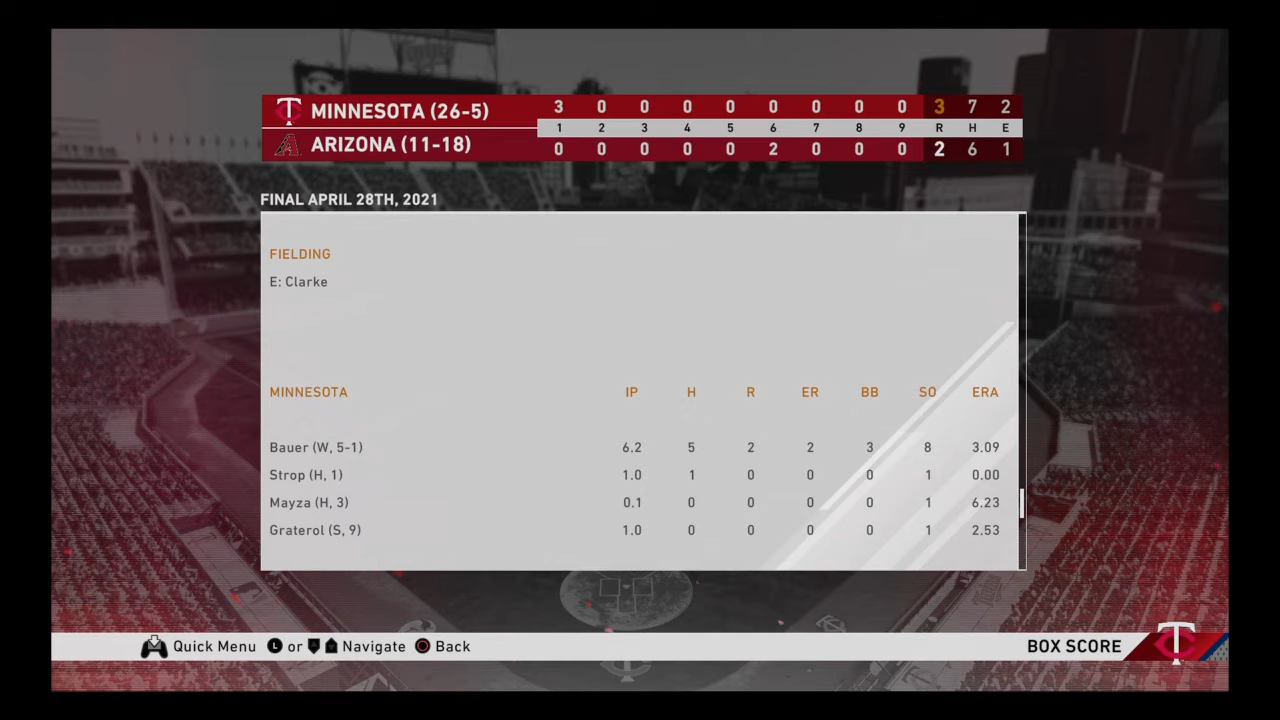 MINNESOTA (26-5) 3 0 0 0 0 0 0 0 0 3 7 2
1 2 3 4 5 6 7 8 9 R H E
ARIZONA (11-18) 0 0 0 0 0 2 0 0 0 2 6 1
FINAL APRIL 28TH, 2021
FIELDING
E: Clarke
MINNESOTA IP H R ER BB SO ERA
Bauer (W, 5-1) 6.2 5 2 2 3 8 3.09
Strop (H, 1) 1.0 1 0 0 0 1 0.00
Mayza (H, 3) 0.1 0 0 0 0 1 6.23
Graterol (S, 9) 1.0 0 0 0 0 1 2.53
Quick Menu L or Navigate Back BOX SCORE